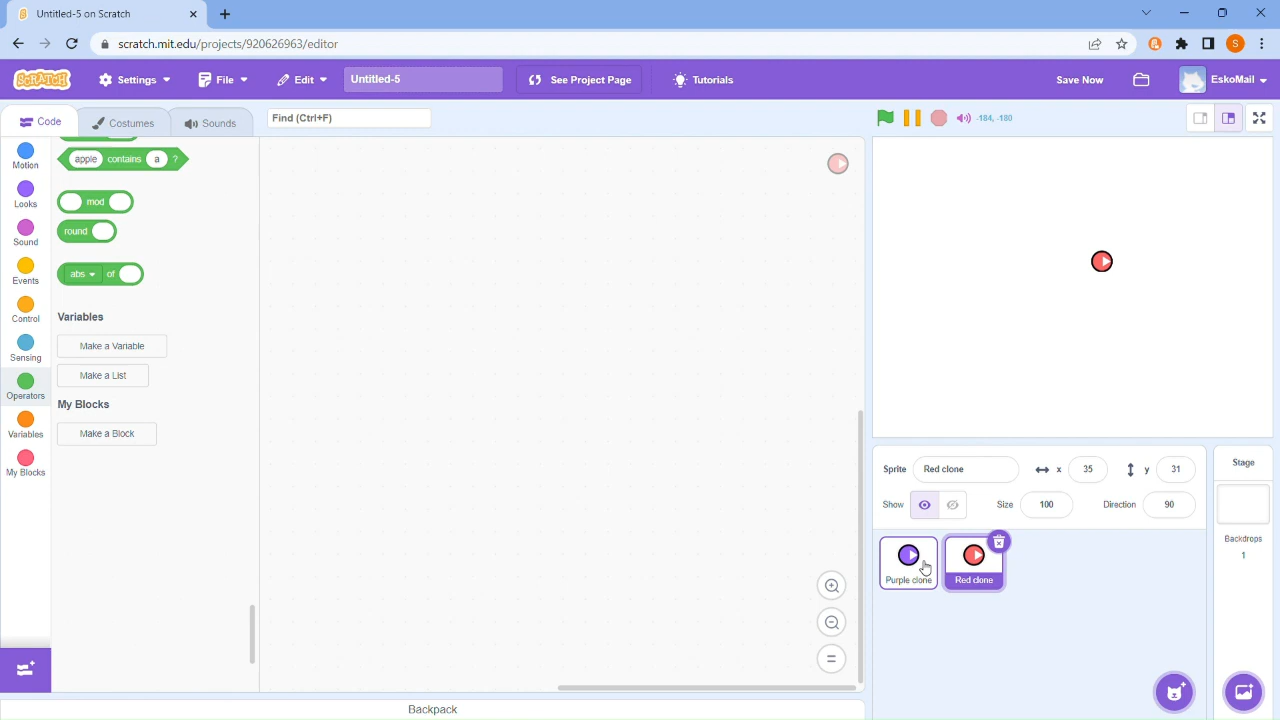 Untitled-5 on Scratch
scratch.mit.edu/projects/920626963/editor
S
SCRATCH
Settings
File
Edit
Untitled-5
See Project Page
Tutorials
Save Now
EskoMail
Code
Costumes
Sounds
Find (Ctrl+F)
-184, -180
Motion
Looks
Sound
Events
Control
Sensing
Operators
Variables
My Blocks
apple contains a ?
mod
round
abs of
Variables
Make a Variable
Make a List
My Blocks
Make a Block
Sprite Red clone x 35 y 31
Show Size 100 Direction 90
Purple clone
Red clone
Stage
Backdrops
1
Backpack